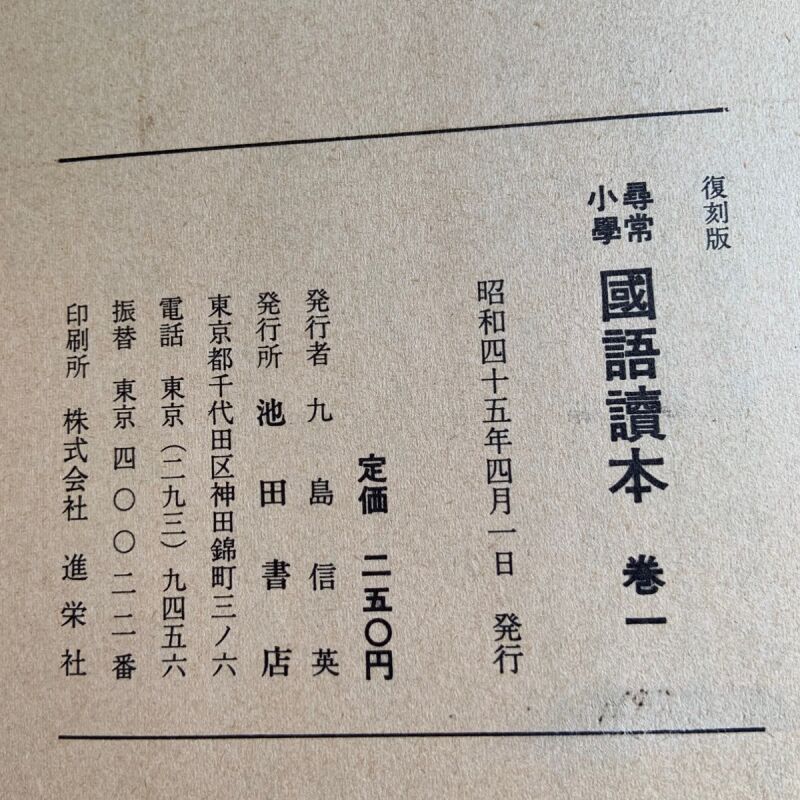 復刻版
尋常小學 國語讀本 巻一
昭和四十五年四月一日 発行
定価 二五〇円
発行者 九島信英
発行所 池田書店
東京都千代田区神田錦町三ノ六
電話 東京(二九三)九四五六
振替 東京 四〇〇二二番
印刷所 株式会社 進栄社